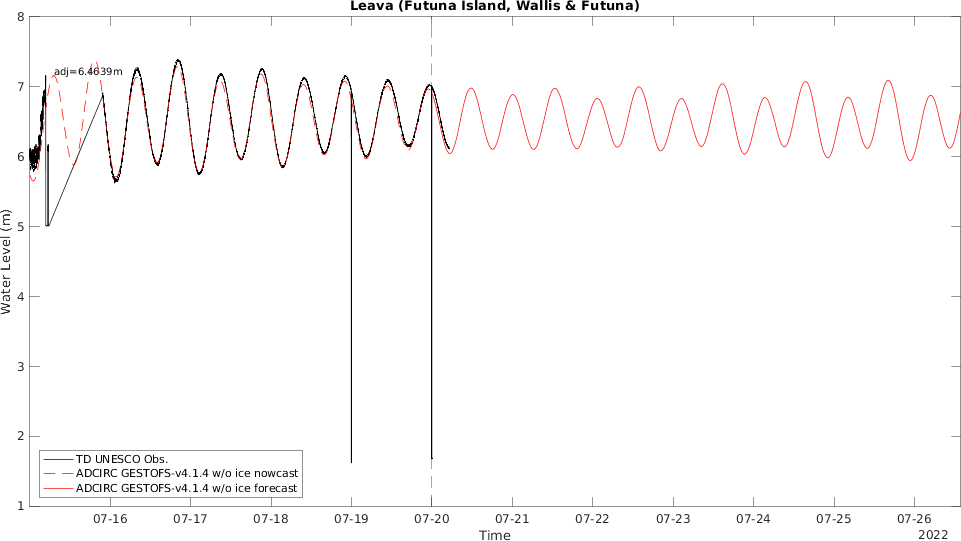 Leava (Futuna Island, Wallis & Futuna)
8
7
6
5
4
3
2
1
Water Level (m)
adj=6.4639m
TD UNESCO Obs.
ADCIRC GESTOFS-v4.1.4 w/o ice nowcast
ADCIRC GESTOFS-v4.1.4 w/o ice forecast
07-16 07-17 07-18 07-19 07-20 07-21 07-22 07-23 07-24 07-25 07-26
Time
2022